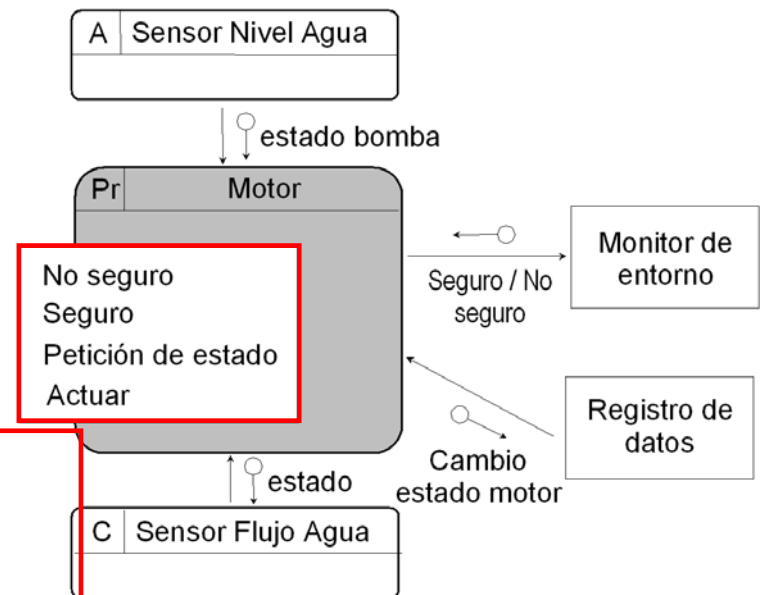 A Sensor Nivel Agua
estado bomba
Pr Motor
No seguro
Seguro
Petición de estado
Actuar
Seguro / No
seguro
Monitor de
entorno
Registro de
datos
Cambio
estado motor
estado
C Sensor Flujo Agua